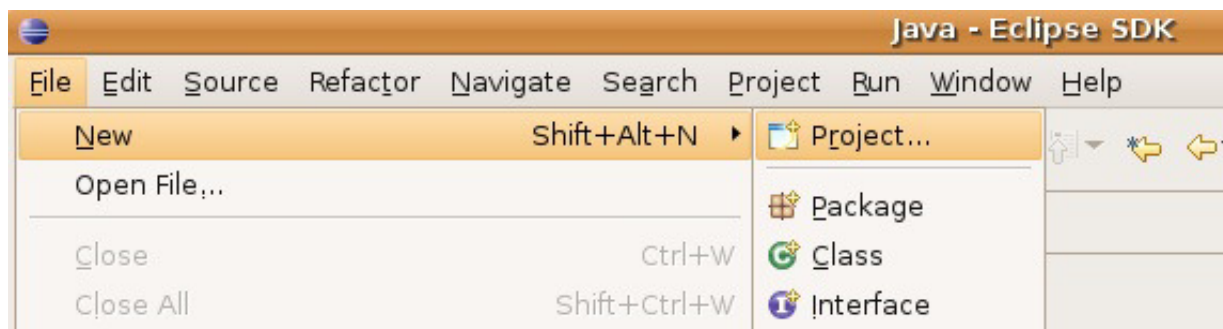 Java - Eclipse SDK
File Edit Source Refactor Navigate Search Project Run Window Help
New Shift+Alt+N Project...
Open File...
Package
Close Ctrl+W Class
Close All Shift+Ctrl+W Interface